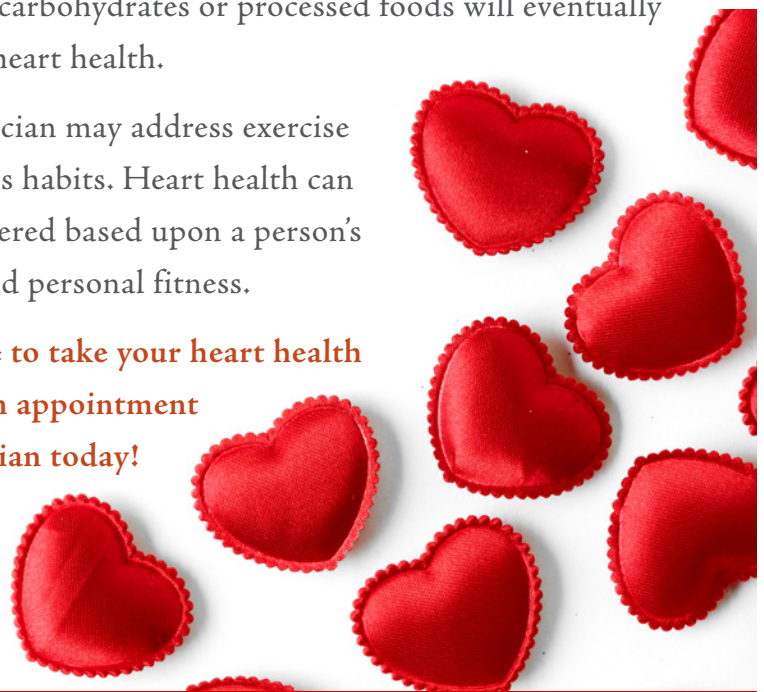 carbohydrates or processed foods will eventually
heart health.
cian may address exercise
s habits. Heart health can
ered based upon a person's
d personal fitness.
to take your heart health
appointment
ian today!